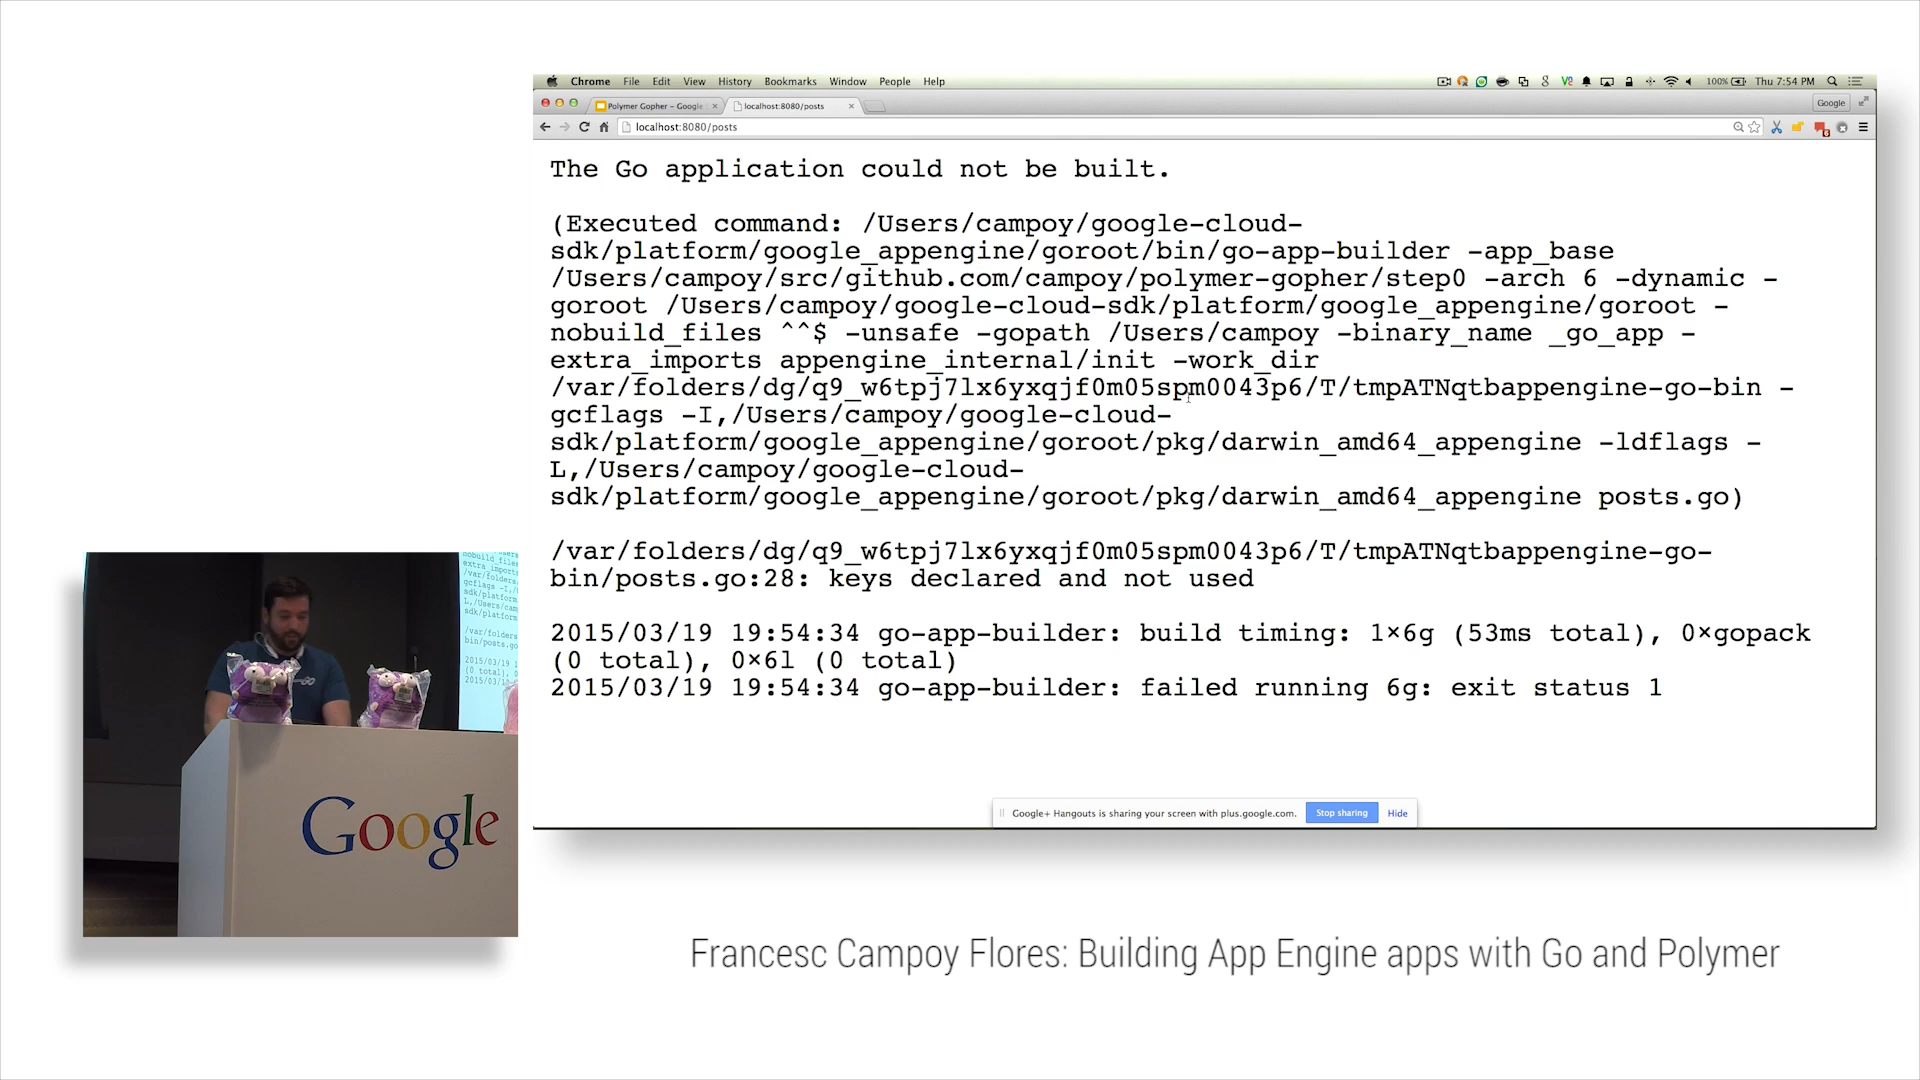 Chrome File Edit View History Bookmarks Window People Help
100% Thu 7:54 PM
Polymer Gopher – Google
localhost:8080/posts
Google
localhost:8080/posts
The Go application could not be built.
(Executed command: /Users/campoy/google-cloud-
sdk/platform/google_appengine/goroot/bin/go-app-builder -app_base
/Users/campoy/src/github.com/campoy/polymer-gopher/step0 -arch 6 -dynamic -
goroot /Users/campoy/google-cloud-sdk/platform/google_appengine/goroot -
nobuild_files ^^$ -unsafe -gopath /Users/campoy -binary_name _go_app -
extra_imports appengine_internal/init -work_dir
/var/folders/dg/q9_w6tpj7lx6yxqjf0m05spm0043p6/T/tmpATNqtbappengine-go-bin -
gcflags -I,/Users/campoy/google-cloud-
sdk/platform/google_appengine/goroot/pkg/darwin_amd64_appengine -ldflags -
L,/Users/campoy/google-cloud-
sdk/platform/google_appengine/goroot/pkg/darwin_amd64_appengine posts.go)
/var/folders/dg/q9_w6tpj7lx6yxqjf0m05spm0043p6/T/tmpATNqtbappengine-go-
bin/posts.go:28: keys declared and not used
2015/03/19 19:54:34 go-app-builder: build timing: 1×6g (53ms total), 0×gopack
(0 total), 0×6l (0 total)
2015/03/19 19:54:34 go-app-builder: failed running 6g: exit status 1
Google+ Hangouts is sharing your screen with plus.google.com. Stop sharing Hide
Google
Francesc Campoy Flores: Building App Engine apps with Go and Polymer